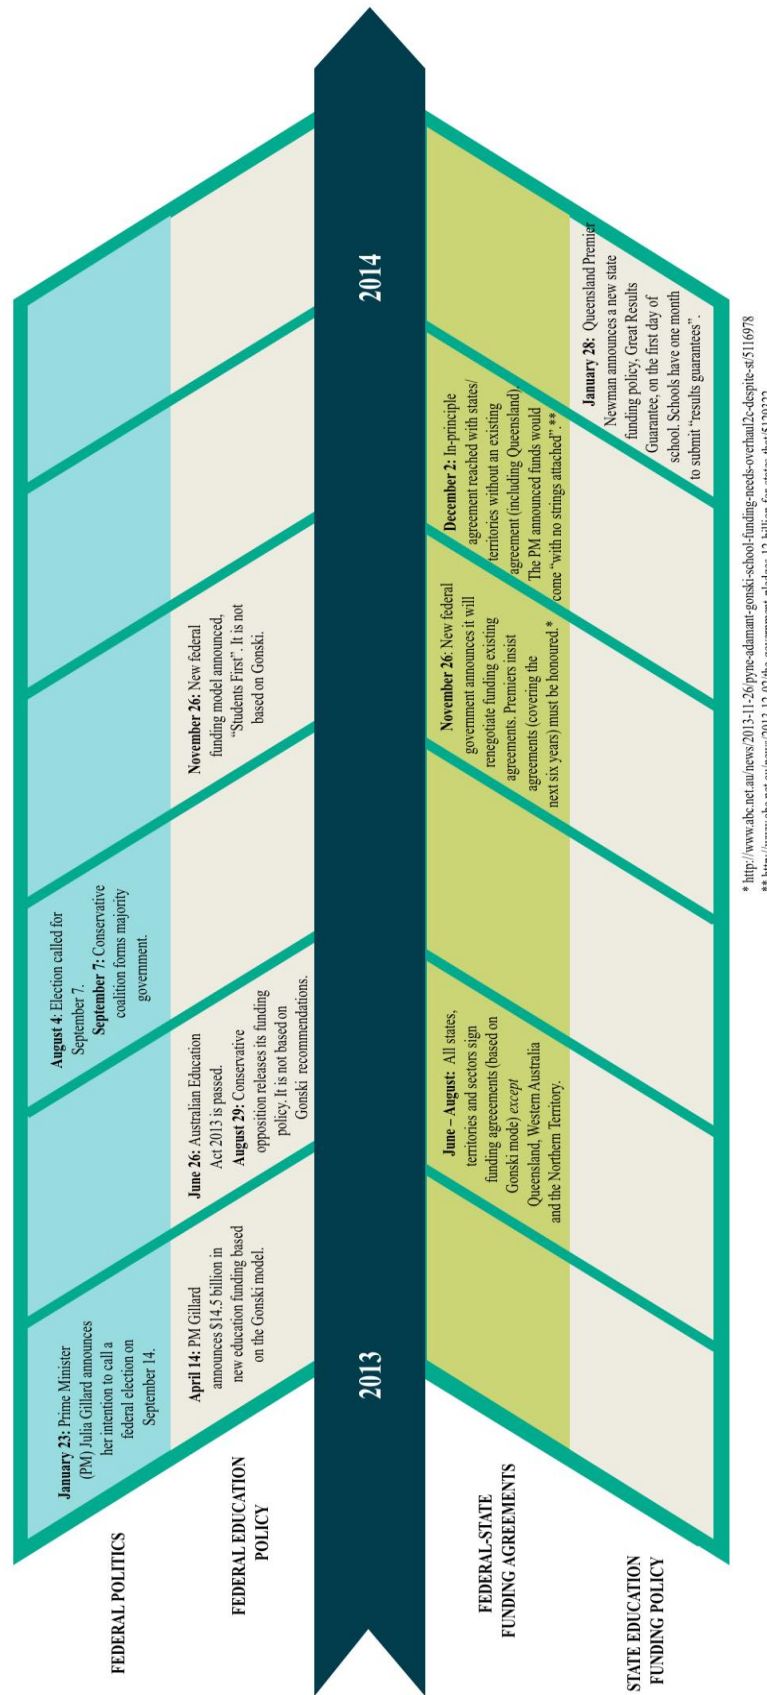 FEDERAL POLITICS
January 23: Prime Minister
(PM) Julia Gillard announces
her intention to call a
federal election on
September 14.
August 4: Election called for
September 7.
September 7: Conservative
coalition forms majority
government.
FEDERAL EDUCATION
POLICY
April 14: PM Gillard
announces $14.5 billion in
new education funding based
on the Gonski model.
June 26: Australian Education
Act 2013 is passed.
August 29: Conservative
opposition releases its funding
policy. It is not based on
Gonski recommendations.
November 26: New federal
funding model announced,
“Students First”. It is not
based on Gonski.
2013
2014
FEDERAL-STATE
FUNDING AGREEMENTS
June – August: All states,
territories and sectors sign
funding agreeements (based on
Gonski mode) except
Queensland, Western Australia
and the Northern Territory.
November 26: New federal
government announces it will
renegotiate funding existing
agreements. Premiers insist
agreements (covering the
next six years) must be honoured.*
December 2: In-principle
agreement reached with states/
territories without an existing
agreement (including Queensland).
The PM announced funds would
come “with no strings attached”.**
STATE EDUCATION
FUNDING POLICY
January 28: Queensland Premier
Newman announces a new state
funding policy, Great Results
Guarantee, on the first day of
school. Schools have one month
to submit “results guarantees”.
* http://www.abc.net.au/news/2013-11-26/pyne-adamant-gonski-school-funding-needs-overhaul2c-despite-st/5116978